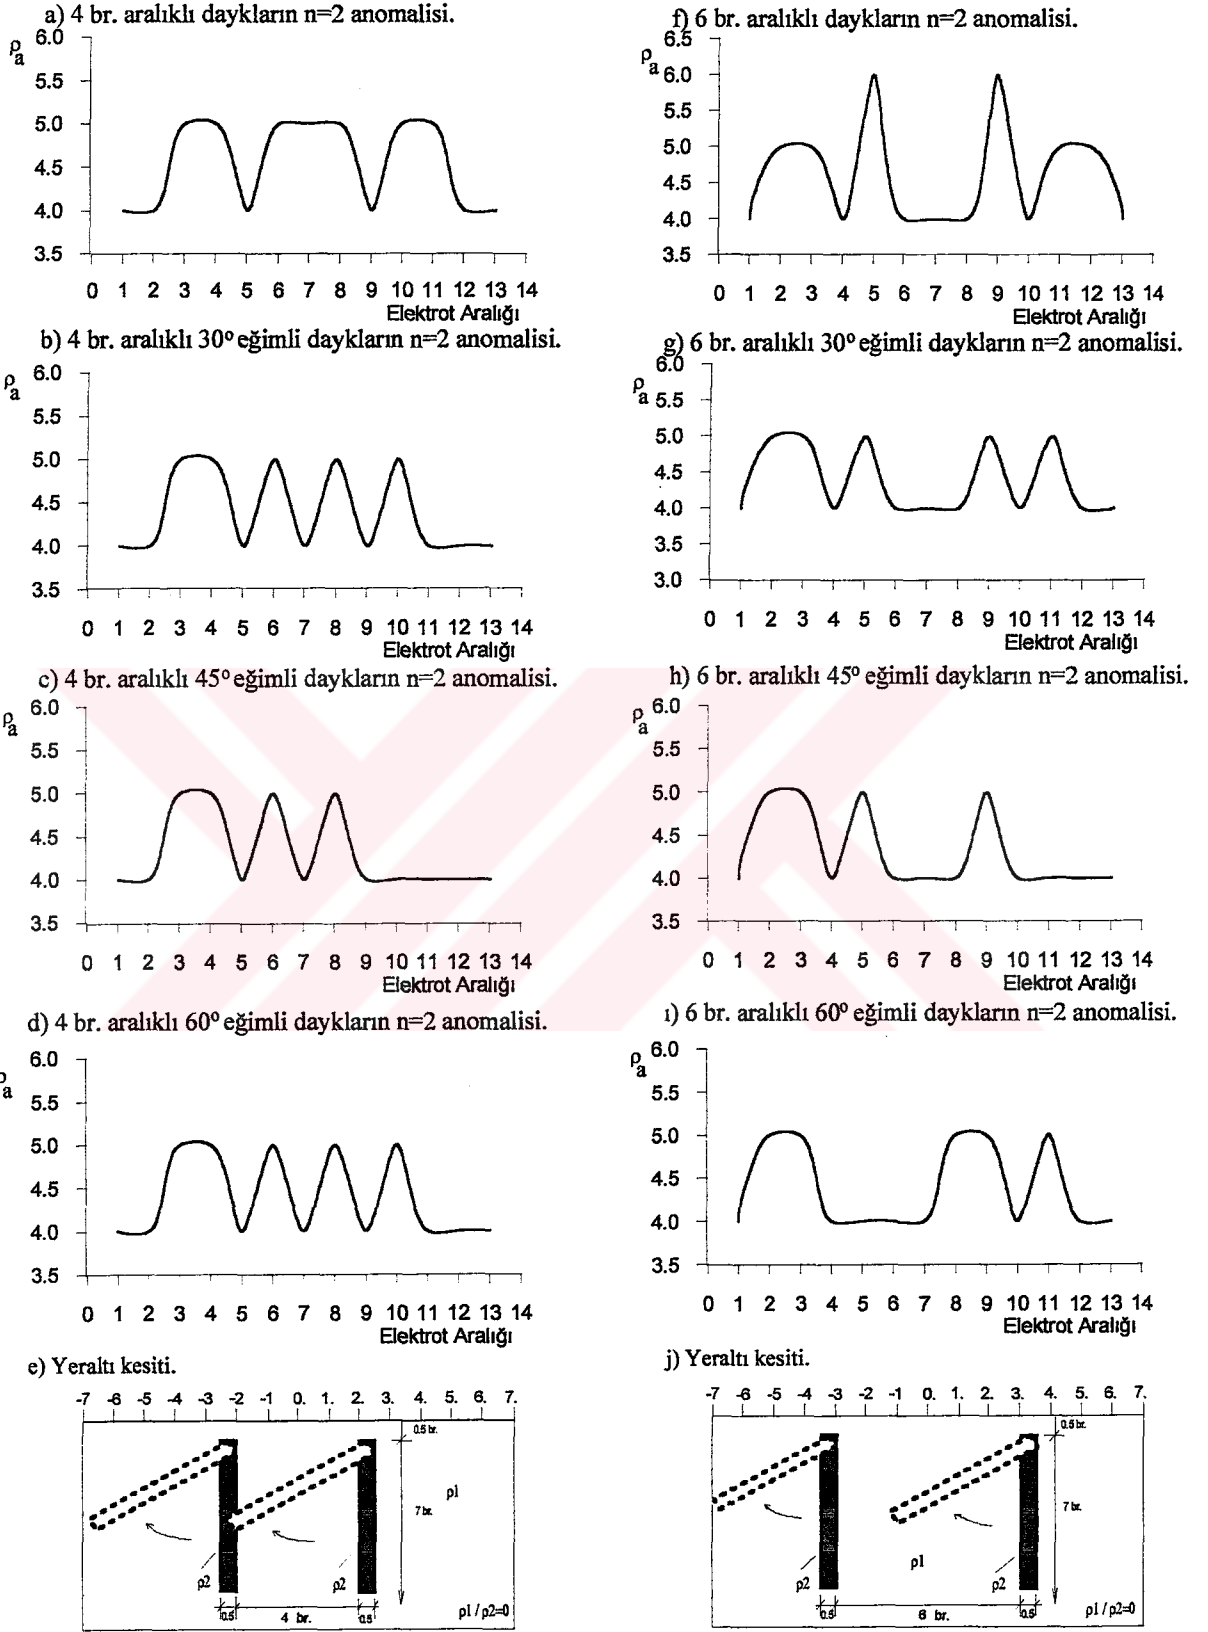 a) 4 br. aralıklı daykların n=2 anomalisi.
ρa
6.0
5.5
5.0
4.5
4.0
3.5
0 1 2 3 4 5 6 7 8 9 10 11 12 13 14
Elektrot Aralığı
b) 4 br. aralıklı 30º eğimli daykların n=2 anomalisi.
ρa
6.0
5.5
5.0
4.5
4.0
3.5
0 1 2 3 4 5 6 7 8 9 10 11 12 13 14
Elektrot Aralığı
c) 4 br. aralıklı 45º eğimli daykların n=2 anomalisi.
ρa
6.0
5.5
5.0
4.5
4.0
3.5
0 1 2 3 4 5 6 7 8 9 10 11 12 13 14
Elektrot Aralığı
d) 4 br. aralıklı 60º eğimli daykların n=2 anomalisi.
ρa
6.0
5.5
5.0
4.5
4.0
3.5
0 1 2 3 4 5 6 7 8 9 10 11 12 13 14
Elektrot Aralığı
e) Yeraltı kesiti.
-7 -6 -5 -4 -3 -2 -1 0. 1. 2. 3. 4. 5. 6. 7.
0.5 br.
ρ1
7 br.
ρ2
ρ2
0.5
4 br.
0.5
ρ1 / ρ2=0
f) 6 br. aralıklı daykların n=2 anomalisi.
ρa
6.5
6.0
5.5
5.0
4.5
4.0
3.5
0 1 2 3 4 5 6 7 8 9 10 11 12 13 14
Elektrot Aralığı
g) 6 br. aralıklı 30º eğimli daykların n=2 anomalisi.
ρa
6.0
5.5
5.0
4.5
4.0
3.5
3.0
0 1 2 3 4 5 6 7 8 9 10 11 12 13 14
Elektrot Aralığı
h) 6 br. aralıklı 45º eğimli daykların n=2 anomalisi.
ρa
6.0
5.5
5.0
4.5
4.0
3.5
0 1 2 3 4 5 6 7 8 9 10 11 12 13 14
Elektrot Aralığı
ı) 6 br. aralıklı 60º eğimli daykların n=2 anomalisi.
ρa
6.0
5.5
5.0
4.5
4.0
3.5
0 1 2 3 4 5 6 7 8 9 10 11 12 13 14
Elektrot Aralığı
j) Yeraltı kesiti.
-7 -6 -5 -4 -3 -2 -1 0. 1. 2. 3. 4. 5. 6. 7.
0.5 br.
7 br.
ρ1
ρ2
ρ2
0.5
6 br.
0.5
ρ1 / ρ2=0